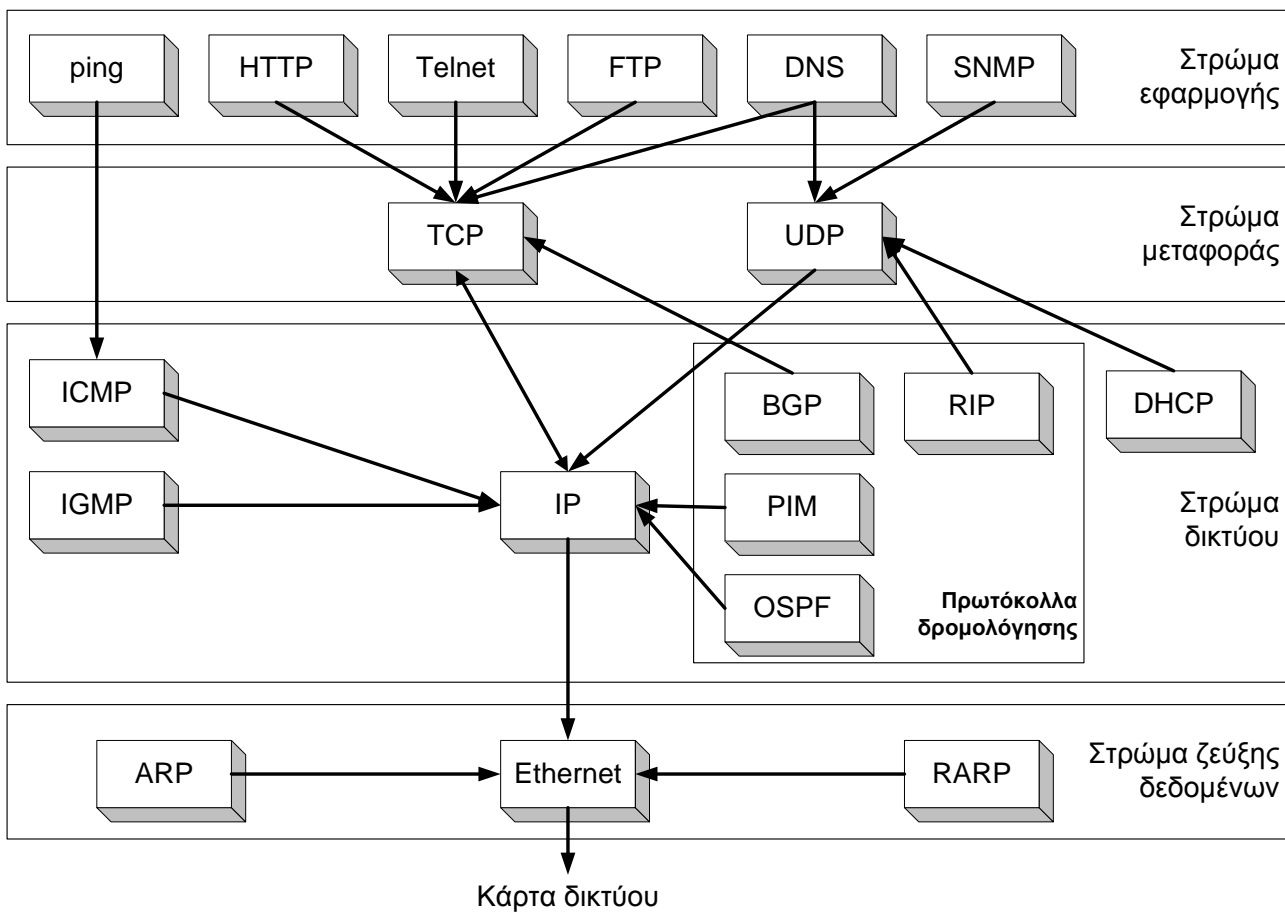 ping
HTTP
Telnet
FTP
DNS
SNMP
Στρώμα
εφαρμογής
TCP
UDP
Στρώμα
μεταφοράς
ICMP
BGP
RIP
DHCP
IGMP
IP
PIM
Στρώμα
δικτύου
OSPF
Πρωτόκολλα
δρομολόγησης
ARP
Ethernet
RARP
Στρώμα ζεύξης
δεδομένων
Κάρτα δικτύου